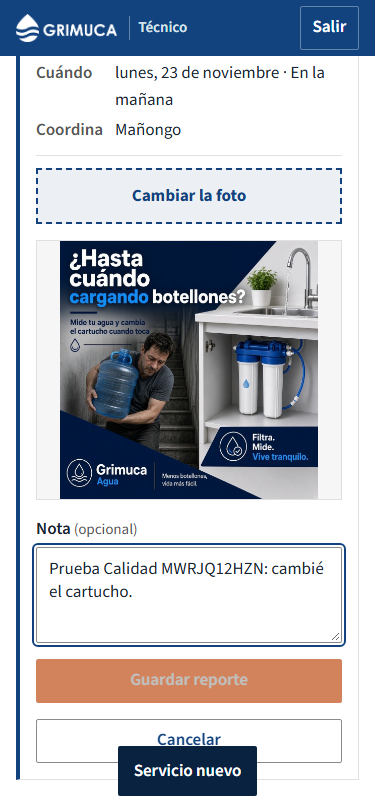 GRIMUCA
Técnico
Salir
Cuándo
lunes, 23 de noviembre · En la
mañana
Coordina
Mañongo
Cambiar la foto
¿Hasta
cuándo
cargando botellones?
Mide tu agua y cambia
el cartucho cuando toca
Filtra.
Mide.
Vive tranquilo.
Grimuca
Agua
Menos botellones,
vida más fácil.
Nota (opcional)
Prueba Calidad MWRJQ12HZN: cambié
el cartucho.
Guardar reporte
Cancelar
Servicio nuevo